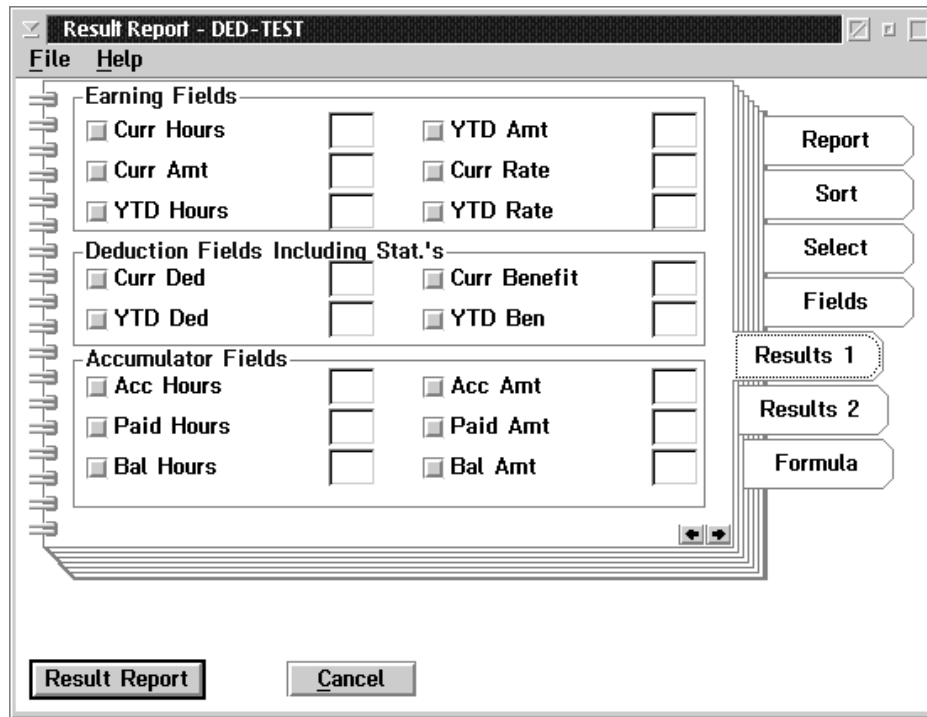 Result Report - DED-TEST
File Help
Earning Fields
Curr Hours YTD Amt
Curr Amt Curr Rate
YTD Hours YTD Rate
Deduction Fields Including Stat.'s
Curr Ded Curr Benefit
YTD Ded YTD Ben
Accumulator Fields
Acc Hours Acc Amt
Paid Hours Paid Amt
Bal Hours Bal Amt
Report
Sort
Select
Fields
Results 1
Results 2
Formula
Result Report Cancel